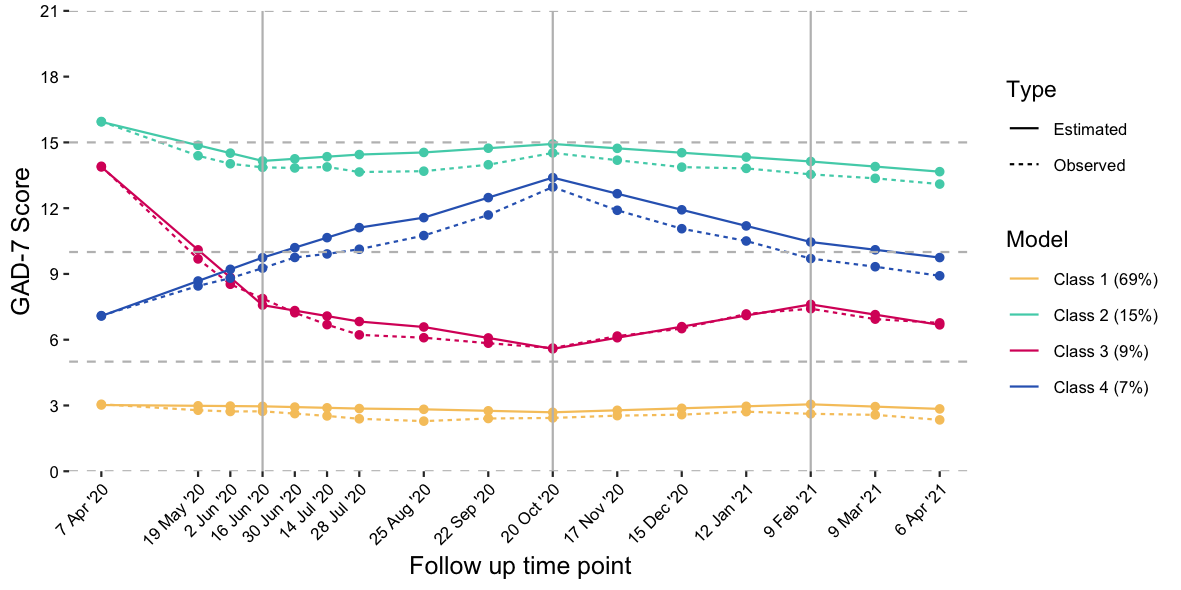 GAD-7 Score
21
18
15
12
9
6
3
0
7 Apr '20
19 May '20
2 Jun '20
16 Jun '20
30 Jun '20
14 Jul '20
28 Jul '20
25 Aug '20
22 Sep '20
20 Oct '20
17 Nov '20
15 Dec '20
12 Jan '21
9 Feb '21
9 Mar '21
6 Apr '21
Follow up time point
Type
Estimated
Observed
Model
Class 1 (69%)
Class 2 (15%)
Class 3 (9%)
Class 4 (7%)